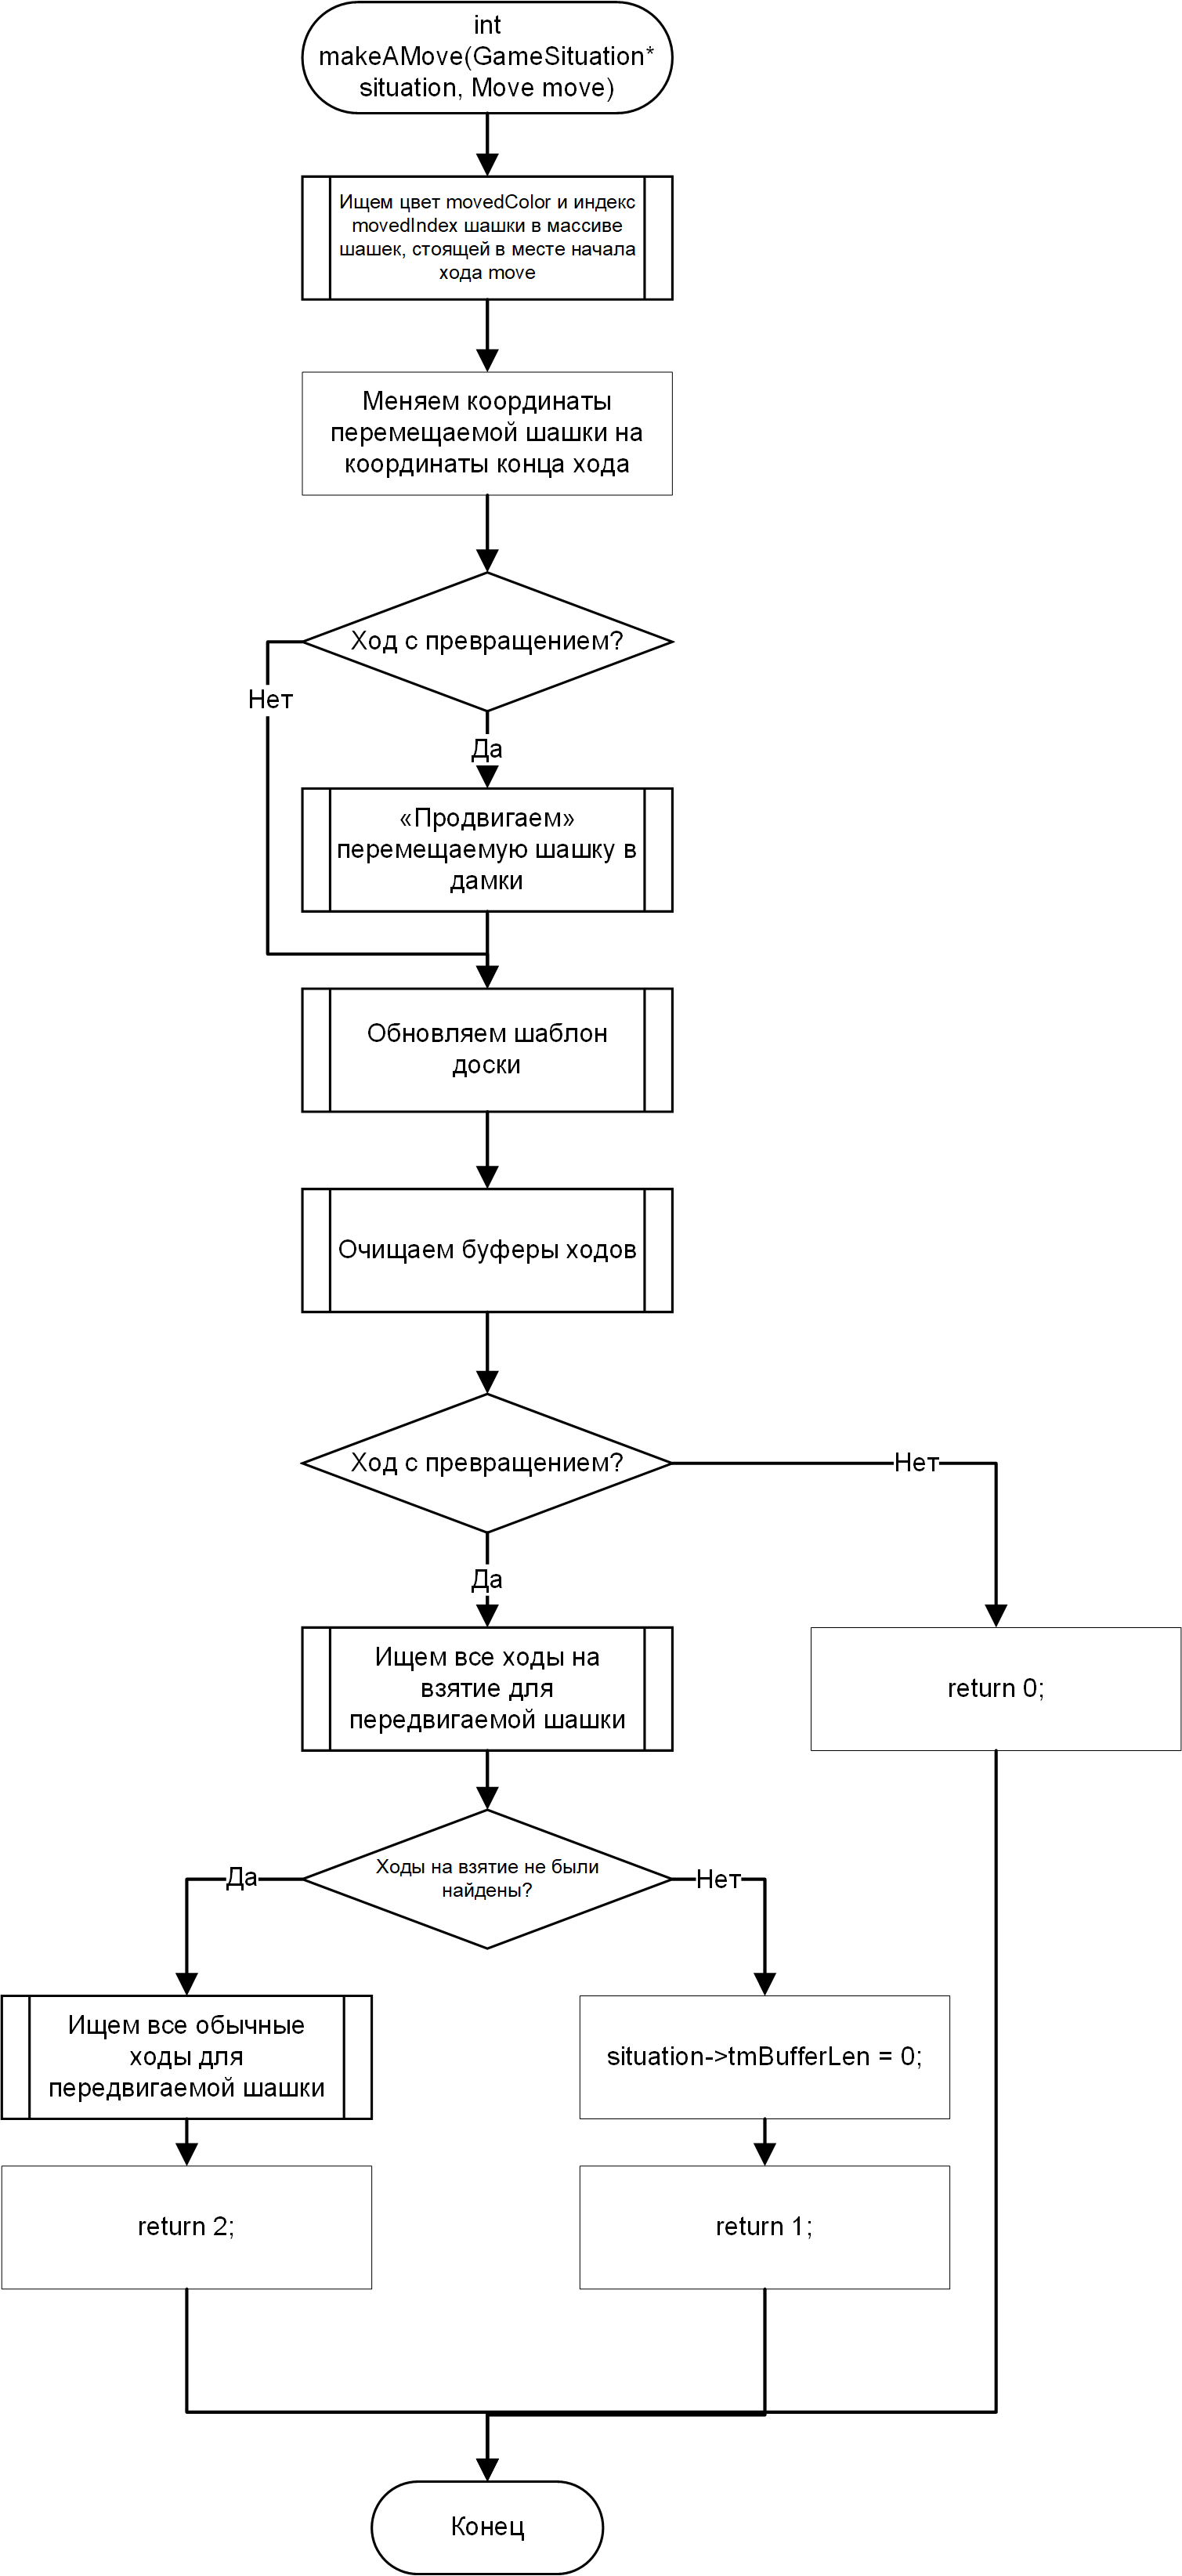 int
makeAMove(GameSituation*
situation, Move move)
Ищем цвет movedColor и индекс
movedIndex шашки в массиве
шашек, стоящей в месте начала
хода move
Меняем координаты
перемещаемой шашки на
координаты конца хода
Ход с превращением?
Нет
Да
«Продвигаем»
перемещаемую шашку в
дамки
Обновляем шаблон
доски
Очищаем буферы ходов
Ход с превращением?
Нет
Да
Ищем все ходы на
взятие для
передвигаемой шашки
return 0;
Ходы на взятие не были
найдены?
Да
Нет
Ищем все обычные
ходы для
передвигаемой шашки
situation->tmBufferLen = 0;
return 2;
return 1;
Конец